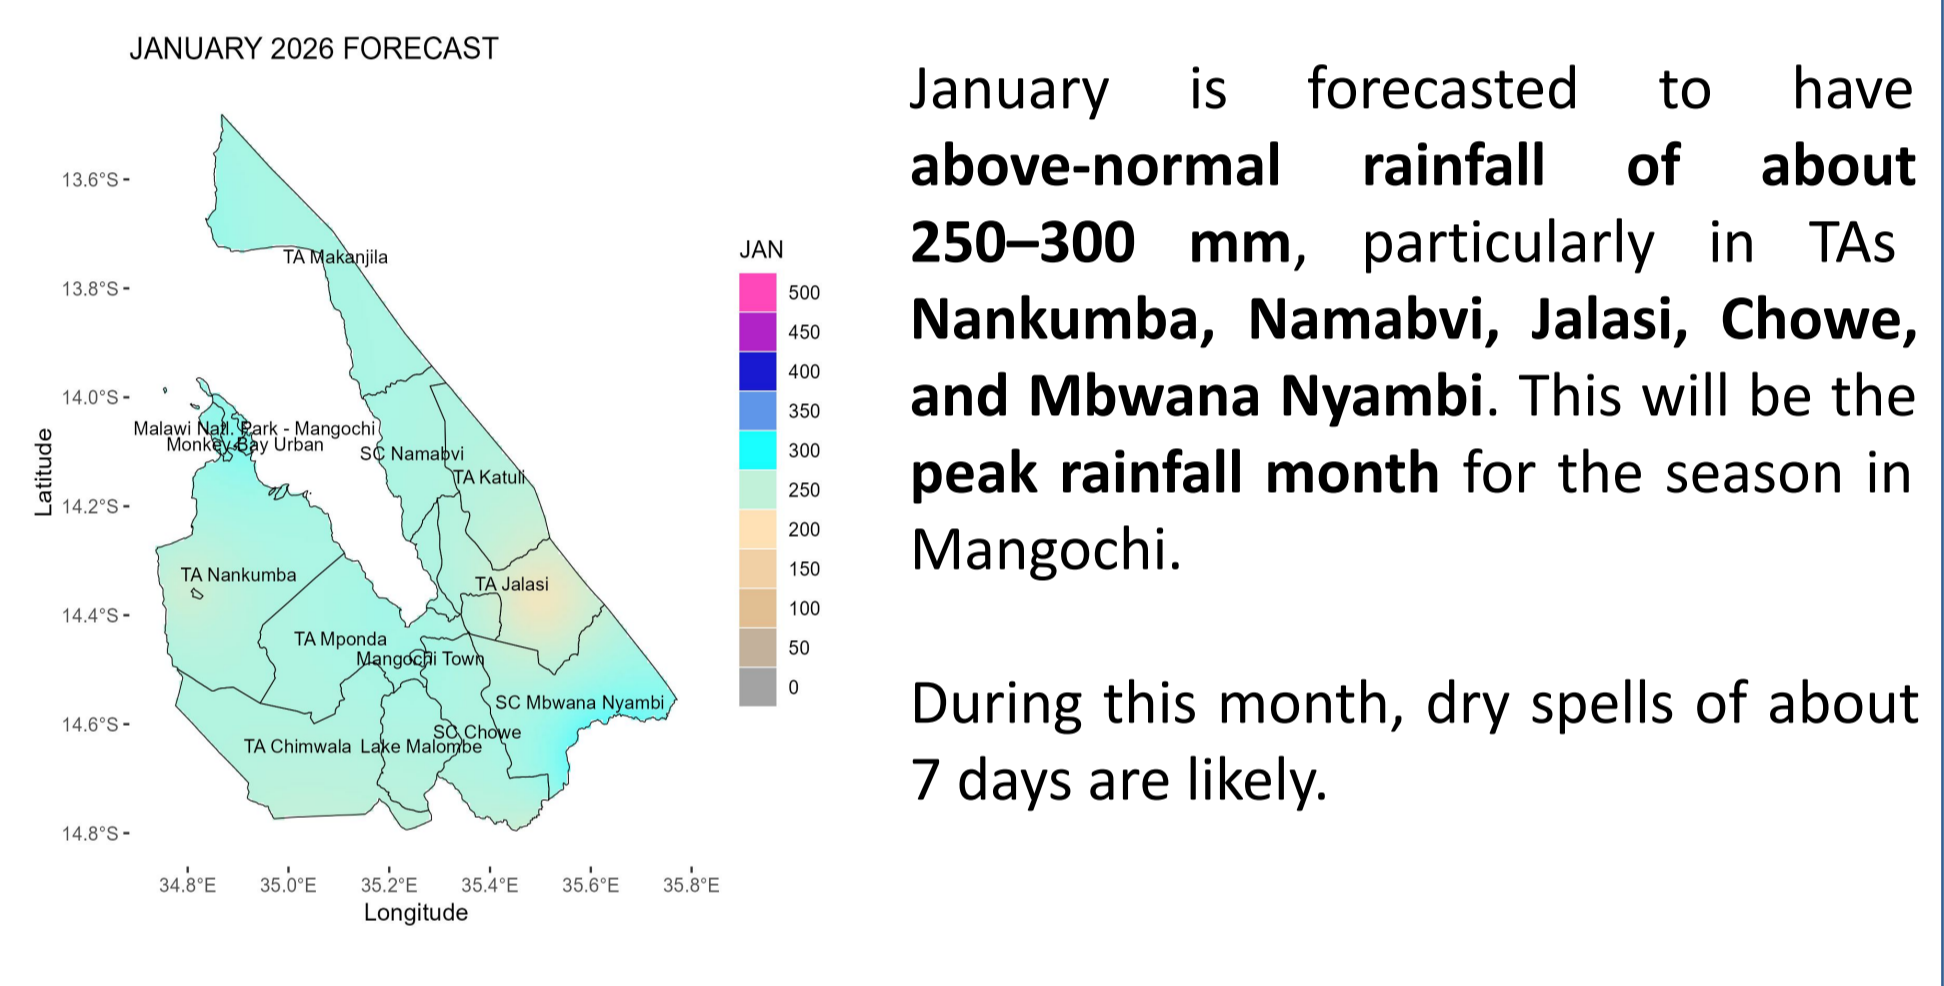 JANUARY 2026 FORECAST
13.6°S
13.8°S
14.0°S
14.2°S
14.4°S
14.6°S
14.8°S
Latitude
34.8°E 35.0°E 35.2°E 35.4°E 35.6°E 35.8°E
Longitude
TA Makanjila
Malawi Natl. Park - Mangochi
Monkey Bay Urban
SC Namabvi
TA Katuli
TA Nankumba
TA Jalasi
TA Mponda
Mangochi Town
SC Mbwana Nyambi
SC Chowe
TA Chimwala
Lake Malombe
JAN
500
450
400
350
300
250
200
150
100
50
0
January is forecasted to have
above-normal rainfall of about
250–300 mm, particularly in TAs
Nankumba, Namabvi, Jalasi, Chowe,
and Mbwana Nyambi. This will be the
peak rainfall month for the season in
Mangochi.
During this month, dry spells of about
7 days are likely.